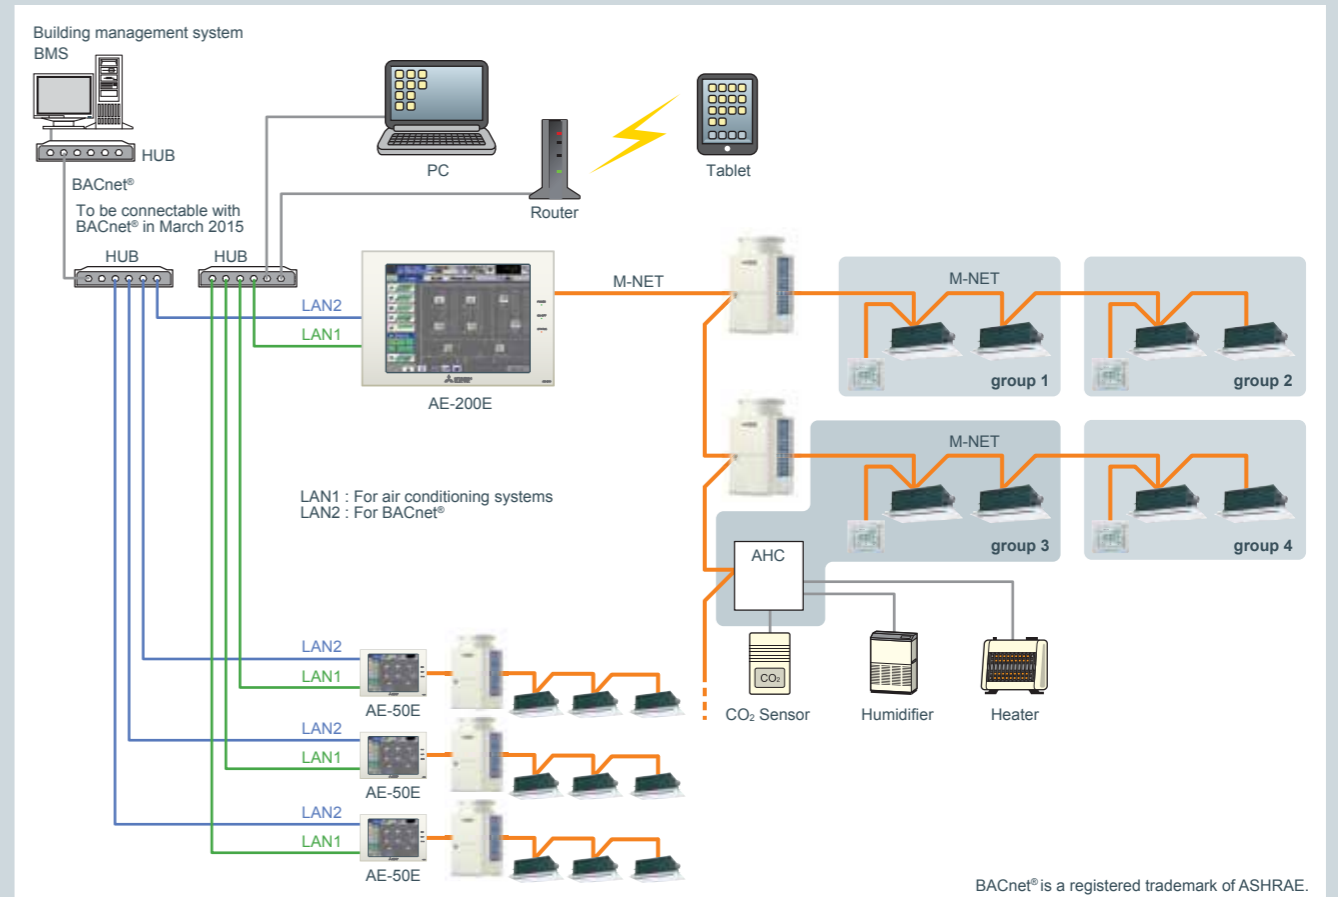 Building management system
BMS
HUB
BACnet®
To be connectable with
BACnet® in March 2015
HUB
HUB
PC
Router
Tablet
LAN2
LAN1
AE-200E
M-NET
M-NET
group 1
group 2
M-NET
group 3
group 4
LAN1 : For air conditioning systems
LAN2 : For BACnet®
AHC
CO₂
CO₂ Sensor
Humidifier
Heater
LAN2
LAN1
AE-50E
LAN2
LAN1
AE-50E
LAN2
LAN1
AE-50E
BACnet® is a registered trademark of ASHRAE.